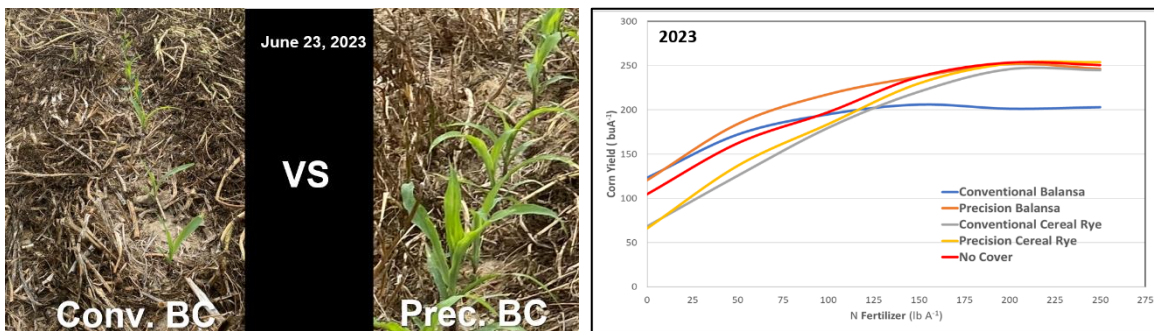 June 23, 2023
VS
Conv. BC
Prec. BC
2023
300
250
200
150
100
50
0
Corn Yield ( buA⁻¹)
Conventional Balansa
Precision Balansa
Conventional Cereal Rye
Precision Cereal Rye
No Cover
0 25 50 75 100 125 150 175 200 225 250 275
N Fertilizer (lb A⁻¹)